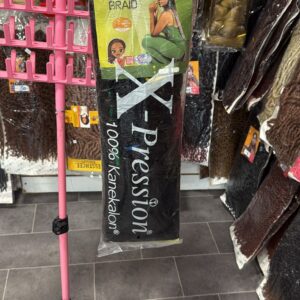 BRAID
X-Pression®
100% Kanekalon®